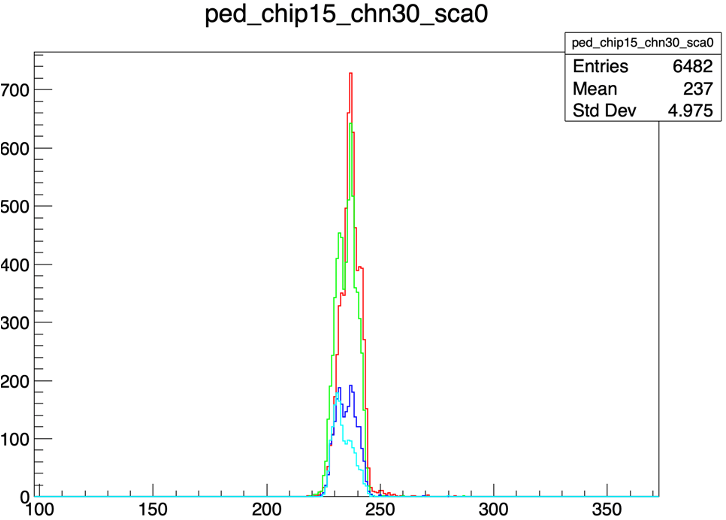 ped_chip15_chn30_sca0
ped_chip15_chn30_sca0
Entries 6482
Mean 237
Std Dev 4.975
700
600
500
400
300
200
100
0
100 150 200 250 300 350